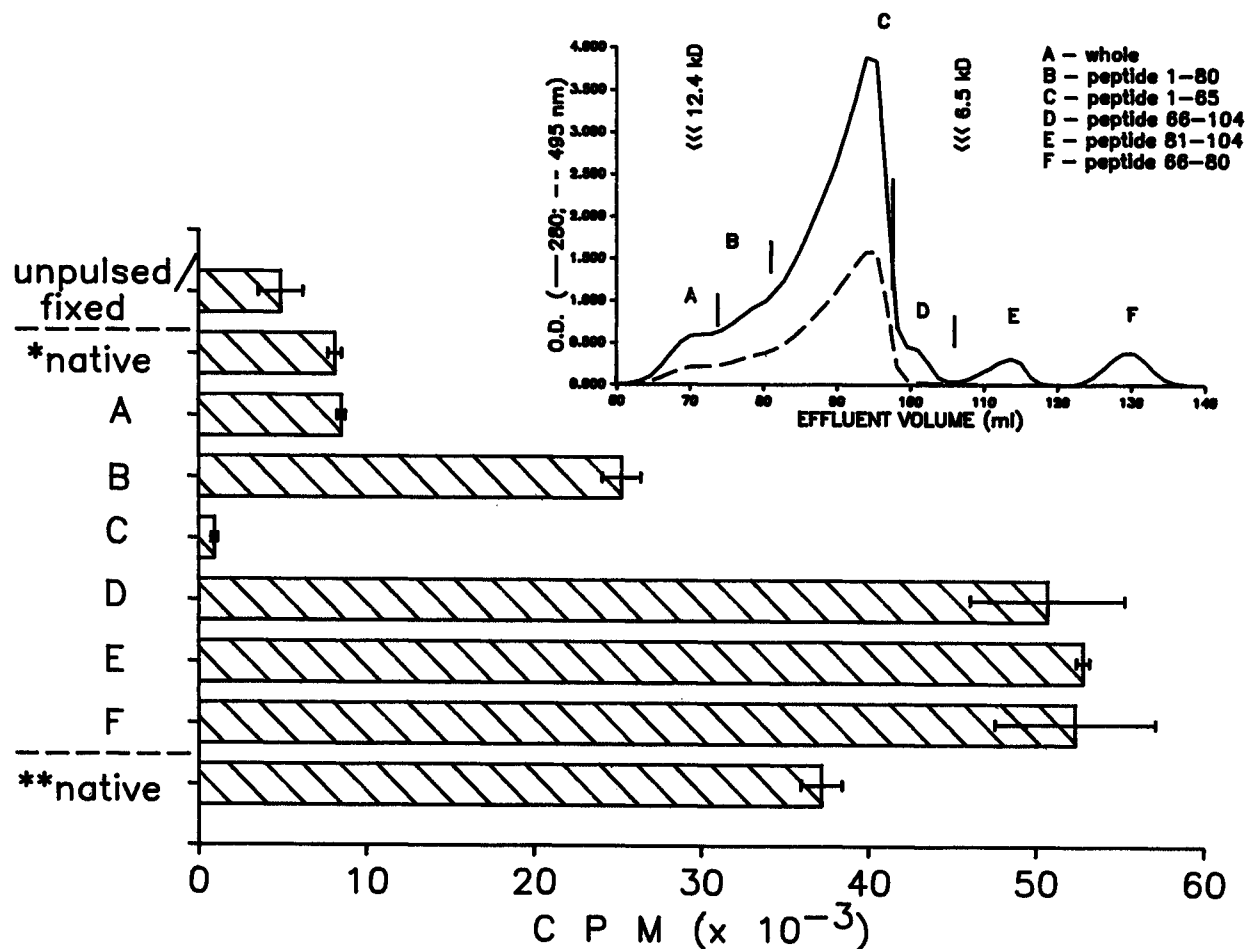 C
4.000
3.500
3.000
2.500
2.000
1.500
1.000
0.500
0.000
O.D. (——280; -- 495 nm)
<<< 12.4 kD
<<< 6.5 kD
A – whole
B – peptide 1–80
C – peptide 1–65
D – peptide 66–104
E – peptide 81–104
F – peptide 66–80
A
B
D
E
F
60 70 80 90 100 110 120 130 140
EFFLUENT VOLUME (ml)
unpulsed/
fixed
*native
A
B
C
D
E
F
**native
0 10 20 30 40 50 60
C P M (x 10⁻³)